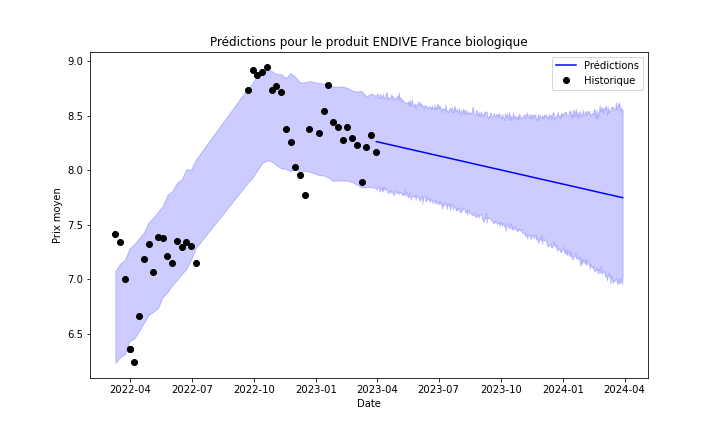 Prédictions pour le produit ENDIVE France biologique
Prédictions
Historique
Prix moyen
9.0
8.5
8.0
7.5
7.0
6.5
2022-04 2022-07 2022-10 2023-01 2023-04 2023-07 2023-10 2024-01 2024-04
Date